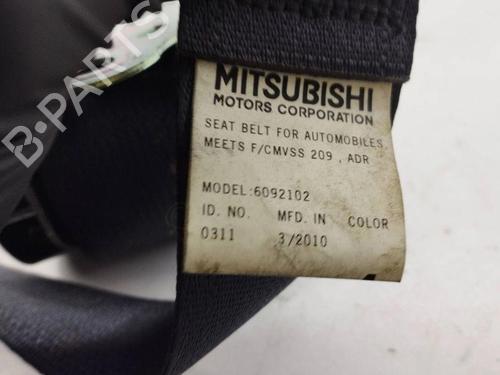 MITSUBISHI
MOTORS CORPORATION
SEAT BELT FOR AUTOMOBILES
MEETS F/CMVSS 209 , ADR
MODEL:6092102
ID. NO. MFD. IN COLOR
0311 3/2010
B-PARTS